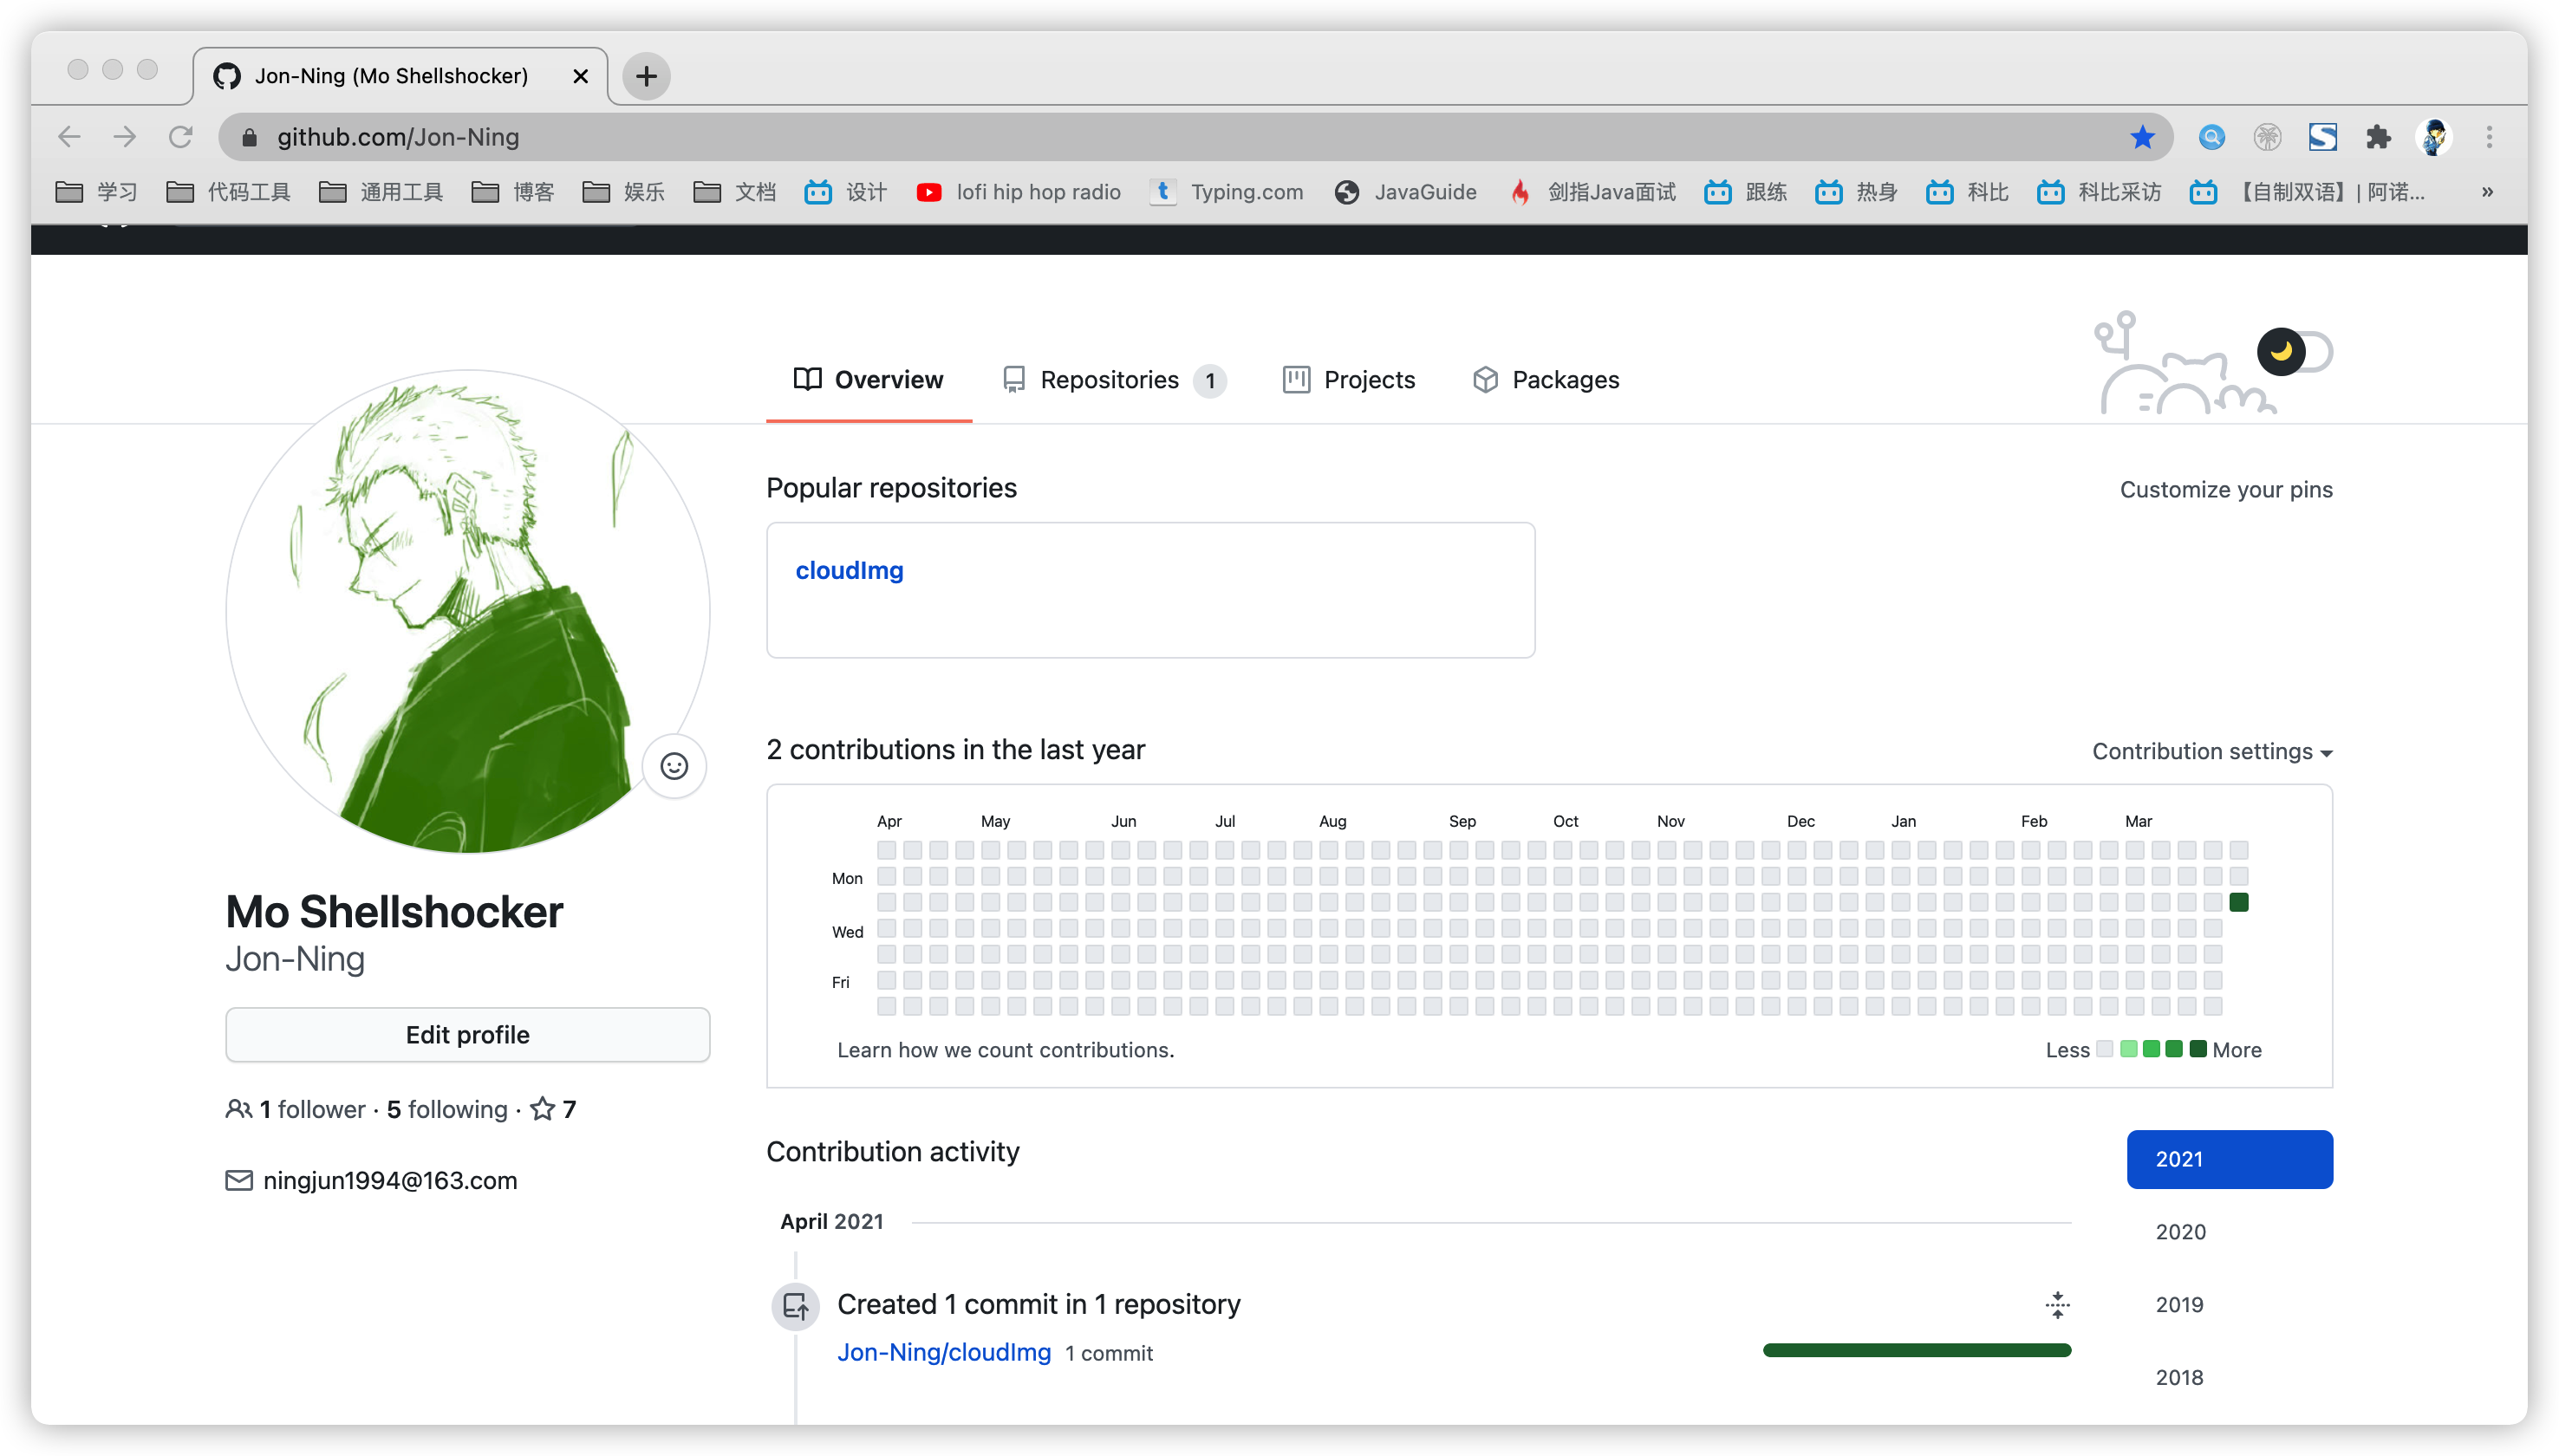 Jon-Ning (Mo Shellshocker)
github.com/Jon-Ning
学习 代码工具 通用工具 博客 娱乐 文档 设计 lofi hip hop radio Typing.com JavaGuide 剑指Java面试 跟练 热身 科比 科比采访 【自制双语】| 阿诺... »
Overview Repositories 1 Projects Packages
Popular repositories Customize your pins
cloudImg
2 contributions in the last year Contribution settings
Apr May Jun Jul Aug Sep Oct Nov Dec Jan Feb Mar
Mon
Wed
Fri
Learn how we count contributions. Less More
Mo Shellshocker
Jon-Ning
Edit profile
1 follower · 5 following · 7
ningjun1994@163.com
Contribution activity
April 2021
Created 1 commit in 1 repository
Jon-Ning/cloudImg 1 commit
2021
2020
2019
2018